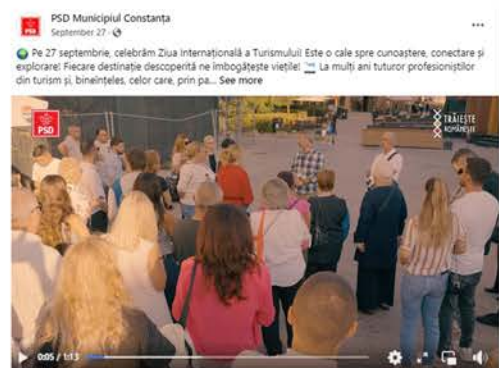 PSD Municipiul Constanța
September 27 ·
Pe 27 septembrie, celebrăm Ziua Internațională a Turismului! Este o cale spre cunoaștere, conectare și
explorare! Fiecare destinație descoperită ne îmbogățește viețile! La mulți ani tuturor profesioniștilor
din turism și, bineînțeles, celor care, prin pa... See more
PSD
TRĂIEȘTE
ROMÂNEȘTE
0:05 / 1:13